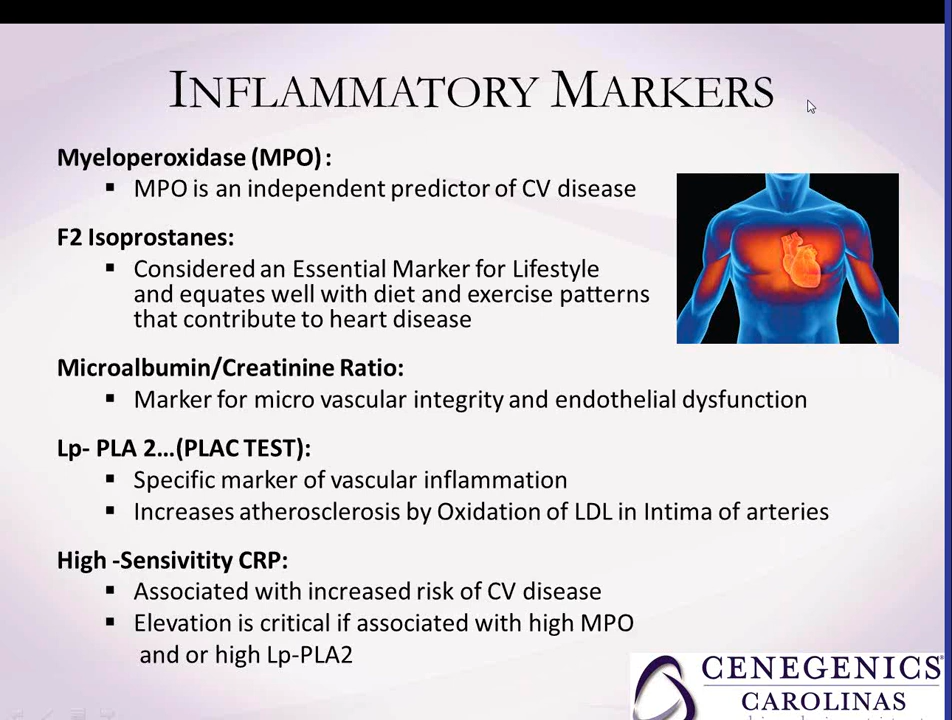 INFLAMMATORY MARKERS
Myeloperoxidase (MPO) :
▪ MPO is an independent predictor of CV disease
F2 Isoprostanes:
▪ Considered an Essential Marker for Lifestyle
and equates well with diet and exercise patterns
that contribute to heart disease
Microalbumin/Creatinine Ratio:
▪ Marker for micro vascular integrity and endothelial dysfunction
Lp- PLA 2...(PLAC TEST):
▪ Specific marker of vascular inflammation
▪ Increases atherosclerosis by Oxidation of LDL in Intima of arteries
High -Sensivitity CRP:
▪ Associated with increased risk of CV disease
▪ Elevation is critical if associated with high MPO
and or high Lp-PLA2
CENEGENICS®
CAROLINAS